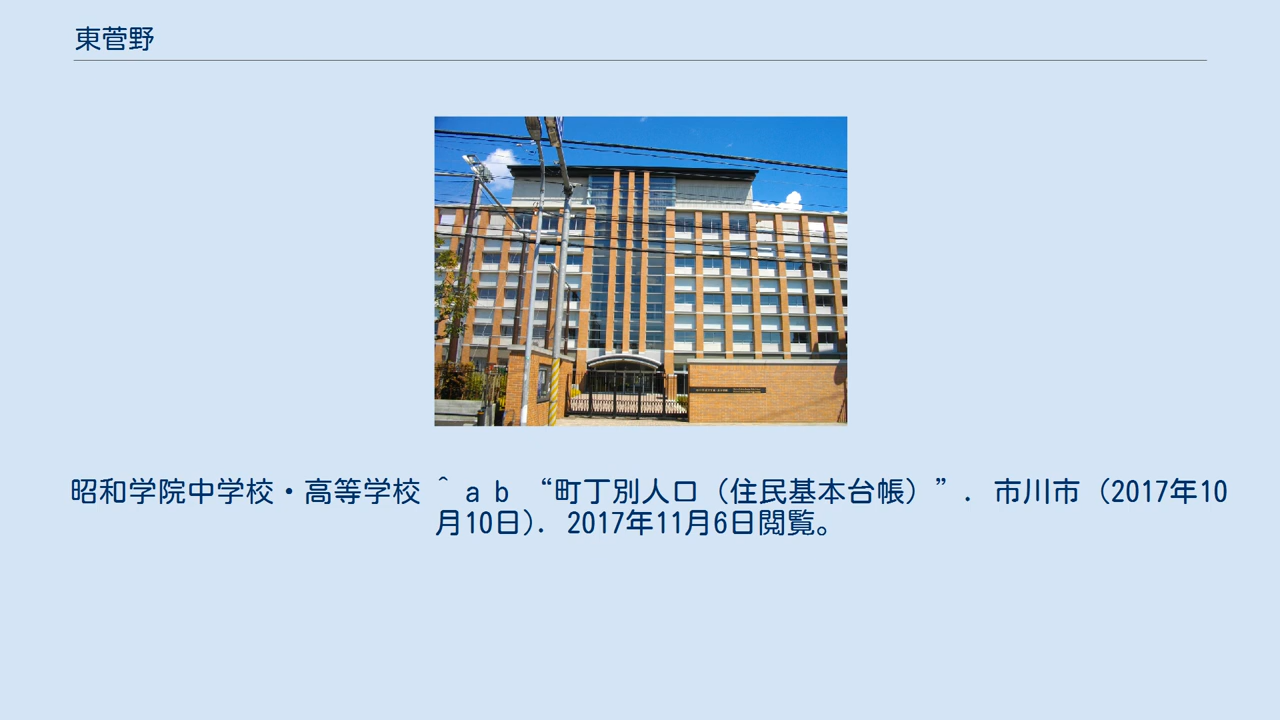 東菅野
昭和学院中学校・高等学校 ^ a b “町丁別人口（住民基本台帳）”. 市川市 (2017年10
月10日). 2017年11月6日閲覧。